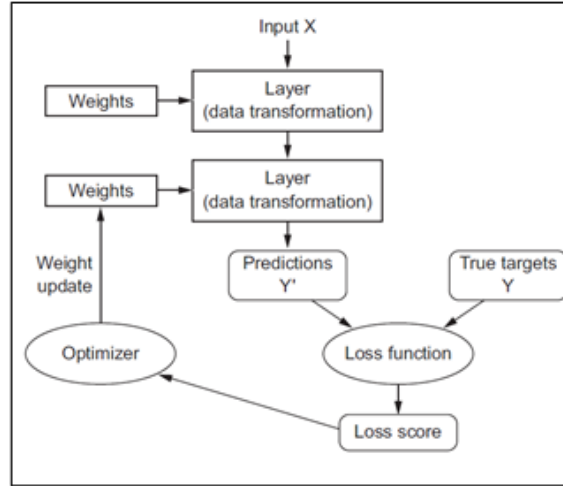 Input X
Layer
(data transformation)
Weights
Layer
(data transformation)
Weights
Weight
update
Predictions
Y'
True targets
Y
Optimizer
Loss function
Loss score